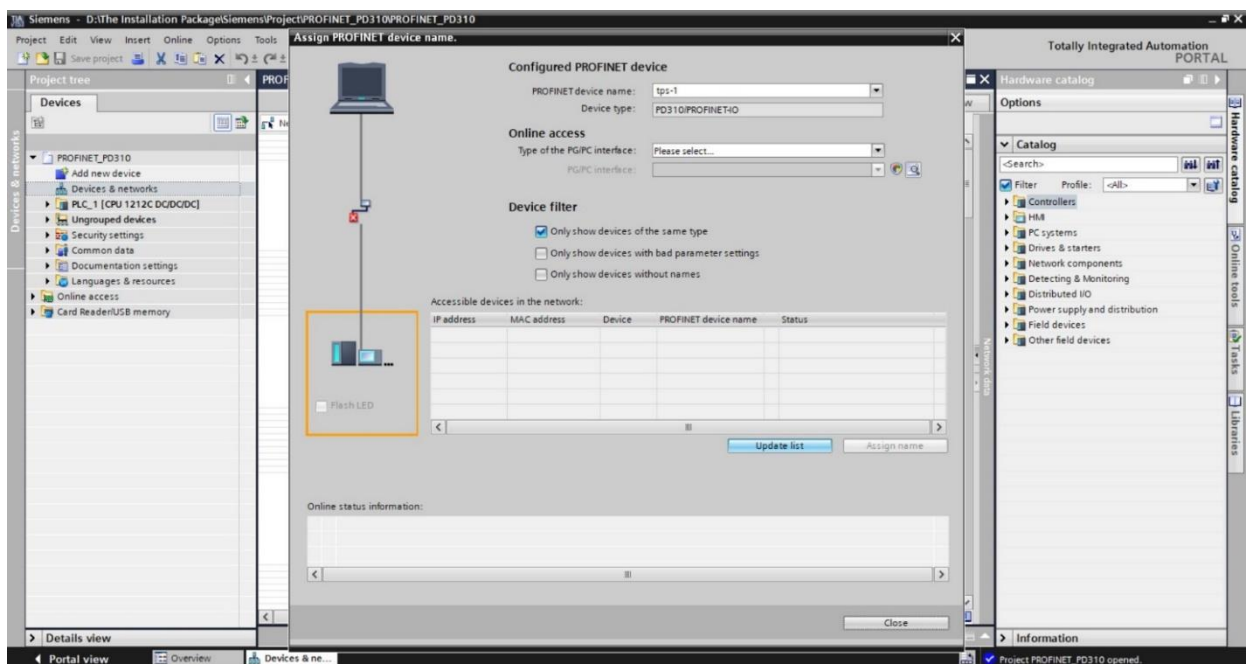 Siemens - D:\The Installation Package\Siemens\Project\PROFINET_PD310\PROFINET_PD310
Project Edit View Insert Online Options Tools
Save project
Totally Integrated Automation
PORTAL
Project tree
Devices
Devices & networks
PROFINET_PD310
Add new device
Devices & networks
PLC_1 [CPU 1212C DC/DC/DC]
Ungrouped devices
Security settings
Common data
Documentation settings
Languages & resources
Online access
Card Reader/USB memory
Details view
PROF
Assign PROFINET device name.
Configured PROFINET device
PROFINET device name: tps-1
Device type: PD310/PROFINET-IO
Online access
Type of the PG/PC interface: Please select...
PG/PC interface:
Device filter
Only show devices of the same type
Only show devices with bad parameter settings
Only show devices without names
Accessible devices in the network:
IP address MAC address Device PROFINET device name Status
Flash LED
Update list Assign name
Online status information:
Close
Network data
Hardware catalog
Options
Catalog
<Search>
Filter Profile: <All>
Controllers
HMI
PC systems
Drives & starters
Network components
Detecting & Monitoring
Distributed I/O
Power supply and distribution
Field devices
Other field devices
Information
Hardware catalog
Online tools
Tasks
Libraries
Portal view Overview Devices & ne...
Project PROFINET_PD310 opened.